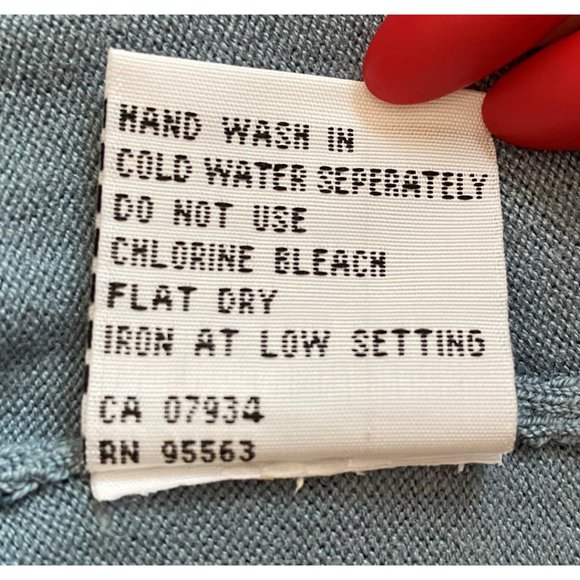 HAND WASH IN
COLD WATER SEPERATELY
DO NOT USE
CHLORINE BLEACH
FLAT DRY
IRON AT LOW SETTING
CA 07934
RN 95563